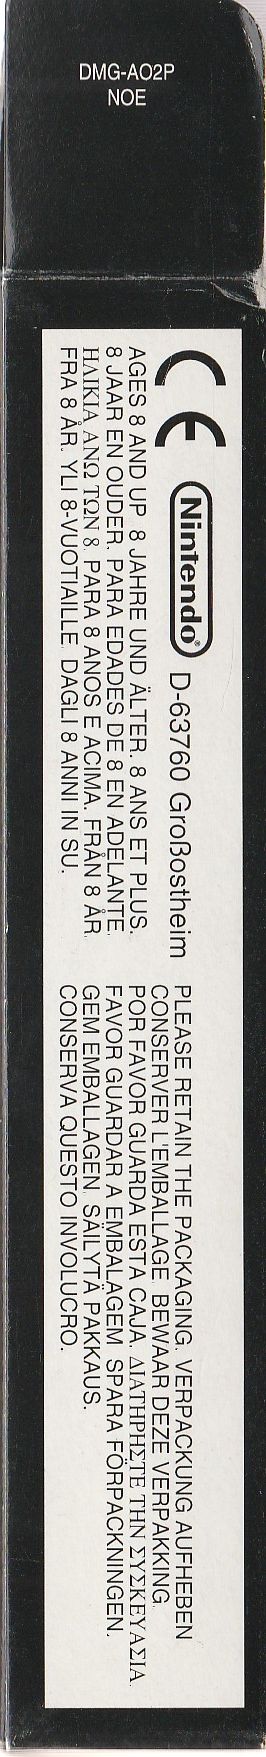 DMG-AO2P
NOE
CE Nintendo® D-63760 Großostheim
AGES 8 AND UP. 8 JAHRE UND ÄLTER. 8 ANS ET PLUS.
8 JAAR EN OUDER. PARA EDADES DE 8 EN ADELANTE.
ΗΛΙΚΙΑ ΑΝΩ ΤΩΝ 8. PARA 8 ANOS E ACIMA. FRÅN 8 ÅR.
FRA 8 ÅR. YLI 8-VUOTIAILLE. DAGLI 8 ANNI IN SU.
PLEASE RETAIN THE PACKAGING. VERPACKUNG AUFHEBEN
CONSERVER L'EMBALLAGE. BEWAAR DEZE VERPAKKING.
POR FAVOR GUARDA ESTA CAJA. ΔΙΑΤΗΡΗΣΤΕ ΤΗΝ ΣΥΣΚΕΥΑΣΙΑ
FAVOR GUARDAR A EMBALAGEM. SPARA FÖRPACKNINGEN.
GEM EMBALLAGEN. SÄILYTÄ PAKKAUS.
CONSERVA QUESTO INVOLUCRO.